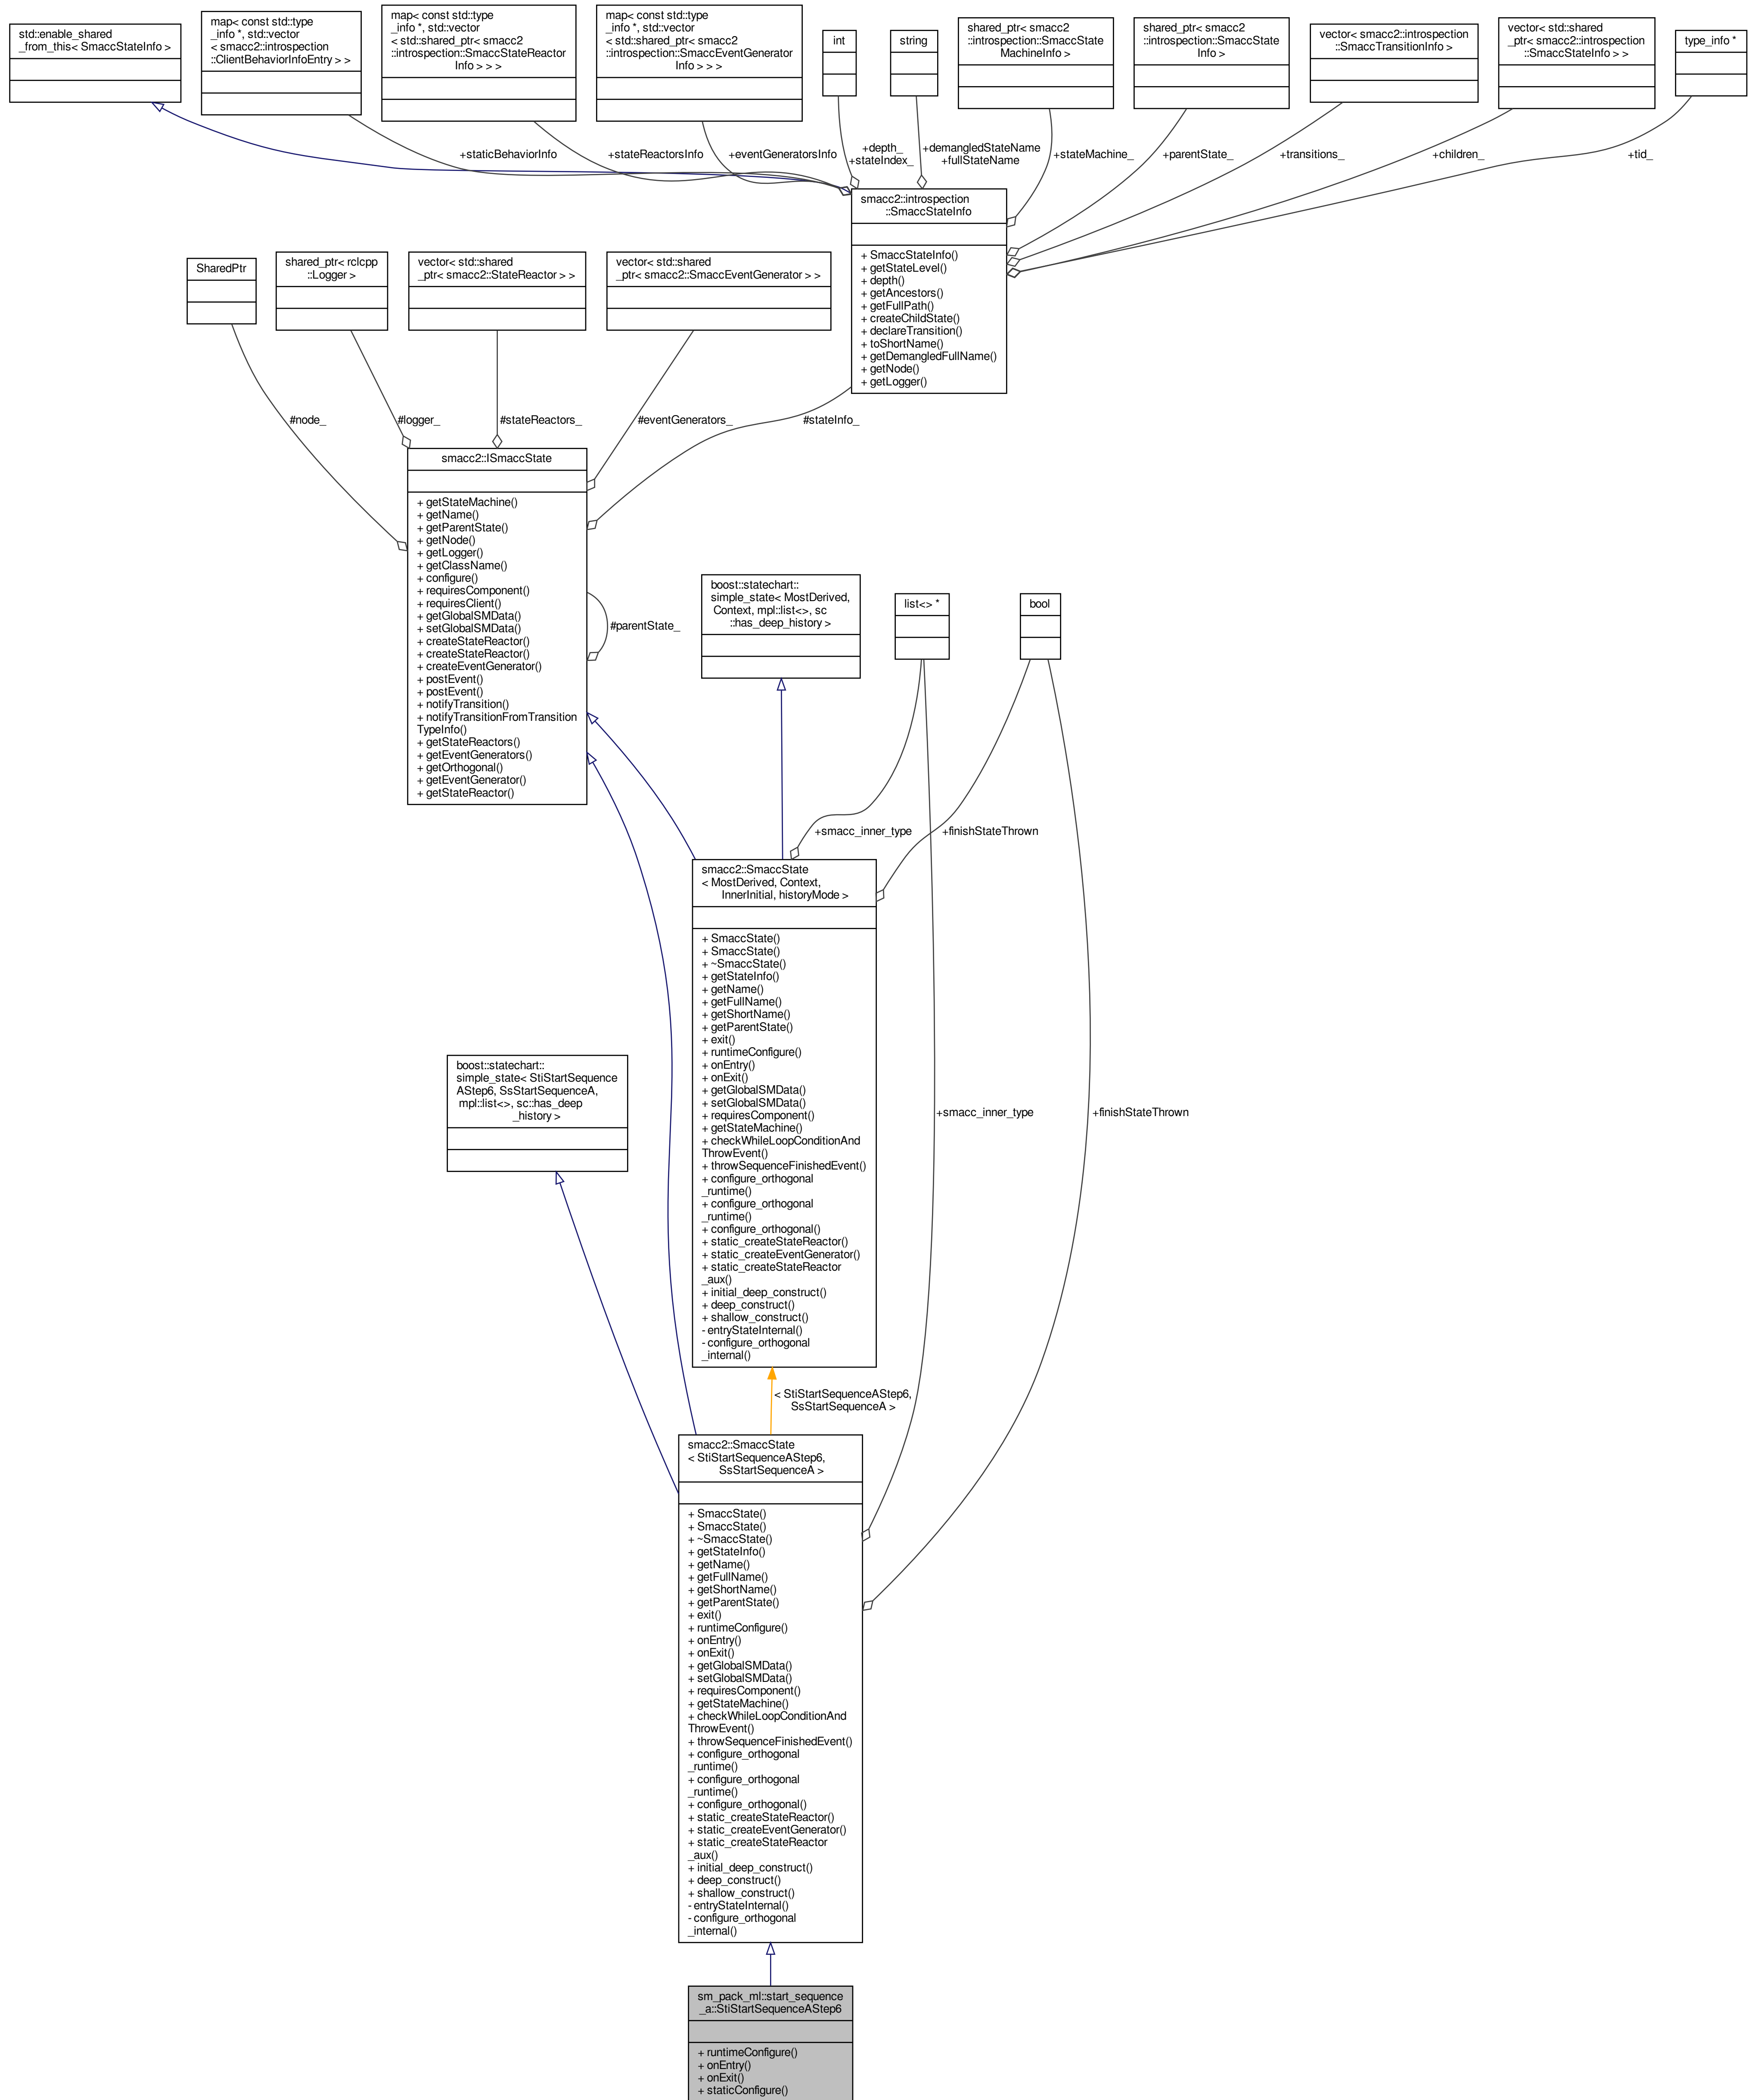 std::enable_shared
_from_this< SmaccStateInfo >
map< const std::type
_info *, std::vector
< smacc2::introspection
::ClientBehaviorInfoEntry > >
map< const std::type
_info *, std::vector
< std::shared_ptr< smacc2
::introspection::SmaccStateReactor
Info > > >
map< const std::type
_info *, std::vector
< std::shared_ptr< smacc2
::introspection::SmaccEventGenerator
Info > > >
int
string
shared_ptr< smacc2
::introspection::SmaccState
MachineInfo >
shared_ptr< smacc2
::introspection::SmaccState
Info >
vector< smacc2::introspection
::SmaccTransitionInfo >
vector< std::shared
_ptr< smacc2::introspection
::SmaccStateInfo > >
type_info *
+staticBehaviorInfo
+stateReactorsInfo
+eventGeneratorsInfo
+depth_
+stateIndex_
+demangledStateName
+fullStateName
+stateMachine_
+parentState_
+transitions_
+children_
+tid_
smacc2::introspection
::SmaccStateInfo
+ SmaccStateInfo()
+ getStateLevel()
+ depth()
+ getAncestors()
+ getFullPath()
+ createChildState()
+ declareTransition()
+ toShortName()
+ getDemangledFullName()
+ getNode()
+ getLogger()
SharedPtr
shared_ptr< rclcpp
::Logger >
vector< std::shared
_ptr< smacc2::StateReactor > >
vector< std::shared
_ptr< smacc2::SmaccEventGenerator > >
#node_
#logger_
#stateReactors_
#eventGenerators_
#stateInfo_
smacc2::ISmaccState
+ getStateMachine()
+ getName()
+ getParentState()
+ getNode()
+ getLogger()
+ getClassName()
+ configure()
+ requiresComponent()
+ requiresClient()
+ getGlobalSMData()
+ setGlobalSMData()
+ createStateReactor()
+ createStateReactor()
+ createEventGenerator()
+ postEvent()
+ postEvent()
+ notifyTransition()
+ notifyTransitionFromTransition
TypeInfo()
+ getStateReactors()
+ getEventGenerators()
+ getOrthogonal()
+ getEventGenerator()
+ getStateReactor()
#parentState_
boost::statechart::
simple_state< MostDerived,
Context, mpl::list<>, sc
::has_deep_history >
list<> *
bool
+smacc_inner_type
+finishStateThrown
smacc2::SmaccState
< MostDerived, Context,
InnerInitial, historyMode >
+ SmaccState()
+ SmaccState()
+ ~SmaccState()
+ getStateInfo()
+ getName()
+ getFullName()
+ getShortName()
+ getParentState()
+ exit()
+ runtimeConfigure()
+ onEntry()
+ onExit()
+ getGlobalSMData()
+ setGlobalSMData()
+ requiresComponent()
+ getStateMachine()
+ checkWhileLoopConditionAnd
ThrowEvent()
+ throwSequenceFinishedEvent()
+ configure_orthogonal
_runtime()
+ configure_orthogonal
_runtime()
+ configure_orthogonal()
+ static_createStateReactor()
+ static_createEventGenerator()
+ static_createStateReactor
_aux()
+ initial_deep_construct()
+ deep_construct()
+ shallow_construct()
- entryStateInternal()
- configure_orthogonal
_internal()
boost::statechart::
simple_state< StiStartSequence
AStep6, SsStartSequenceA,
mpl::list<>, sc::has_deep
_history >
+smacc_inner_type
+finishStateThrown
< StiStartSequenceAStep6,
SsStartSequenceA >
smacc2::SmaccState
< StiStartSequenceAStep6,
SsStartSequenceA >
+ SmaccState()
+ SmaccState()
+ ~SmaccState()
+ getStateInfo()
+ getName()
+ getFullName()
+ getShortName()
+ getParentState()
+ exit()
+ runtimeConfigure()
+ onEntry()
+ onExit()
+ getGlobalSMData()
+ setGlobalSMData()
+ requiresComponent()
+ getStateMachine()
+ checkWhileLoopConditionAnd
ThrowEvent()
+ throwSequenceFinishedEvent()
+ configure_orthogonal
_runtime()
+ configure_orthogonal
_runtime()
+ configure_orthogonal()
+ static_createStateReactor()
+ static_createEventGenerator()
+ static_createStateReactor
_aux()
+ initial_deep_construct()
+ deep_construct()
+ shallow_construct()
- entryStateInternal()
- configure_orthogonal
_internal()
sm_pack_ml::start_sequence
_a::StiStartSequenceAStep6
+ runtimeConfigure()
+ onEntry()
+ onExit()
+ staticConfigure()